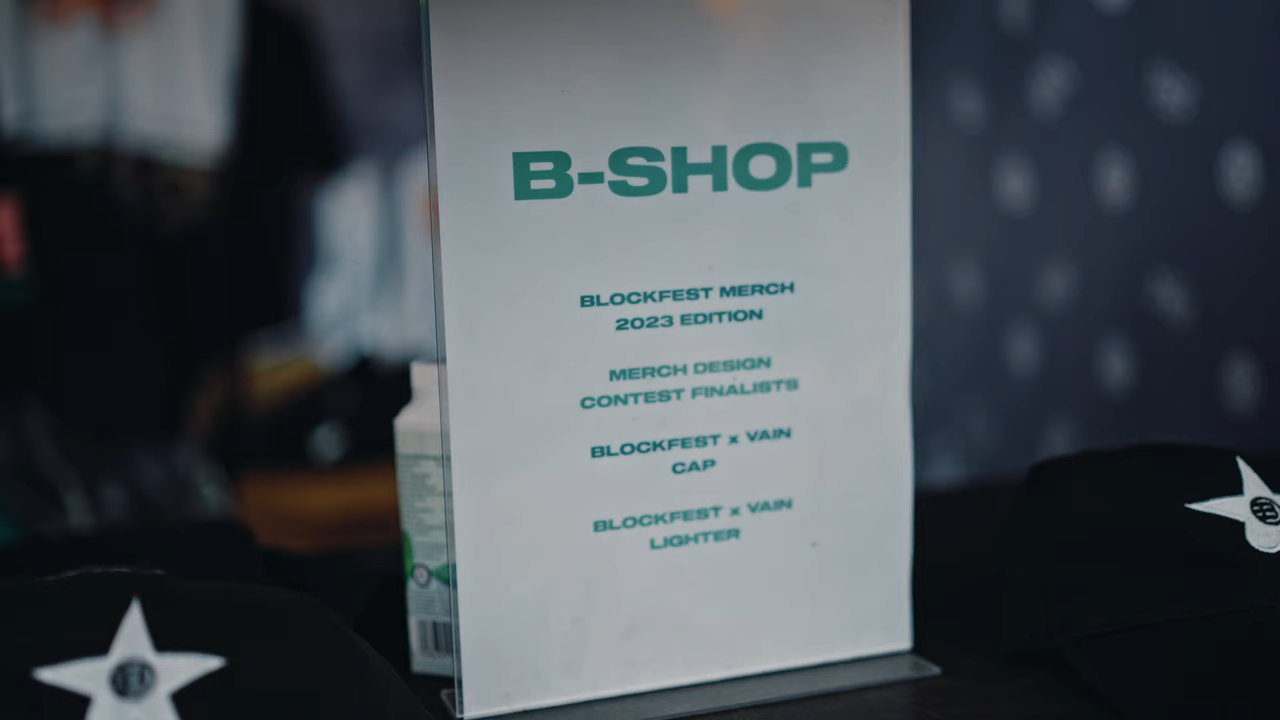 B-SHOP
BLOCKFEST MERCH
2023 EDITION
MERCH DESIGN
CONTEST FINALISTS
BLOCKFEST x VAIN
CAP
BLOCKFEST x VAIN
LIGHTER